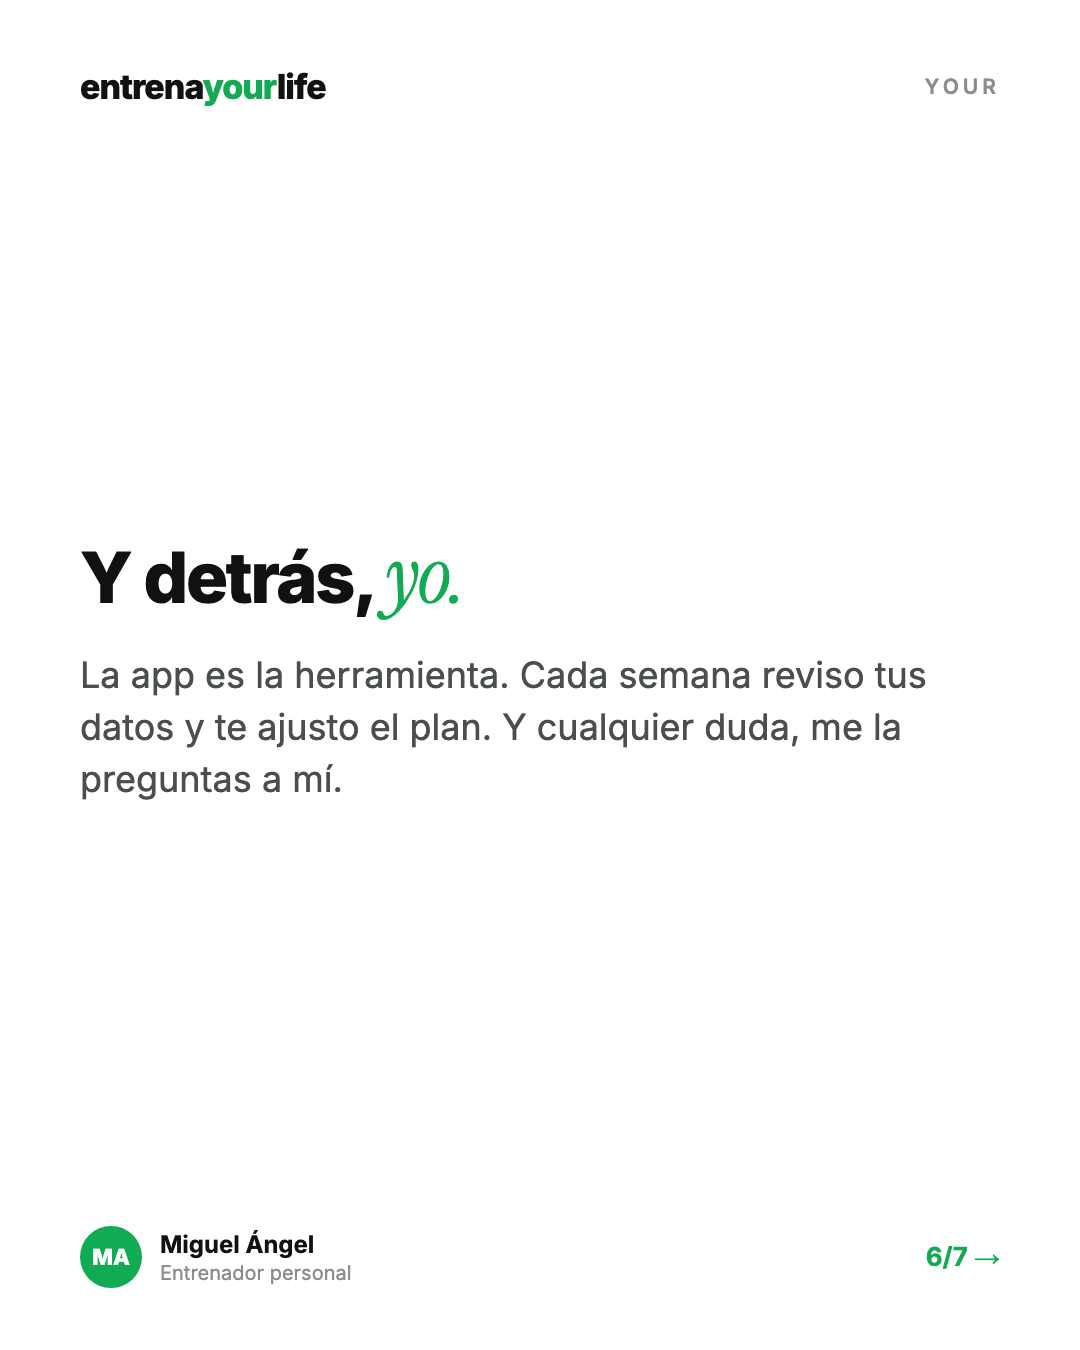 entrenayourlife
YOUR
Y detrás, yo.
La app es la herramienta. Cada semana reviso tus
datos y te ajusto el plan. Y cualquier duda, me la
preguntas a mí.
MA
Miguel Ángel
Entrenador personal
6/7 →